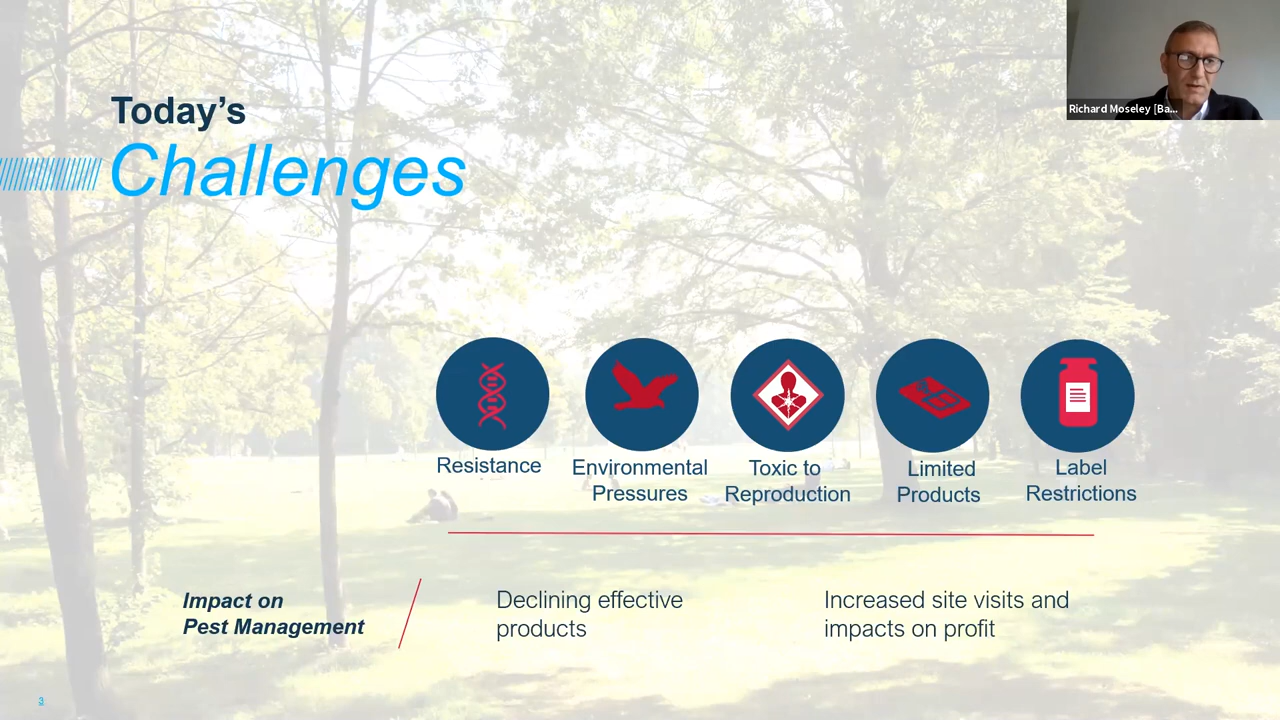 Richard Moseley [Ba...
Today's
Challenges
Resistance
Environmental
Pressures
Toxic to
Reproduction
Limited
Products
Label
Restrictions
Impact on
Pest Management
Declining effective
products
Increased site visits and
impacts on profit
3